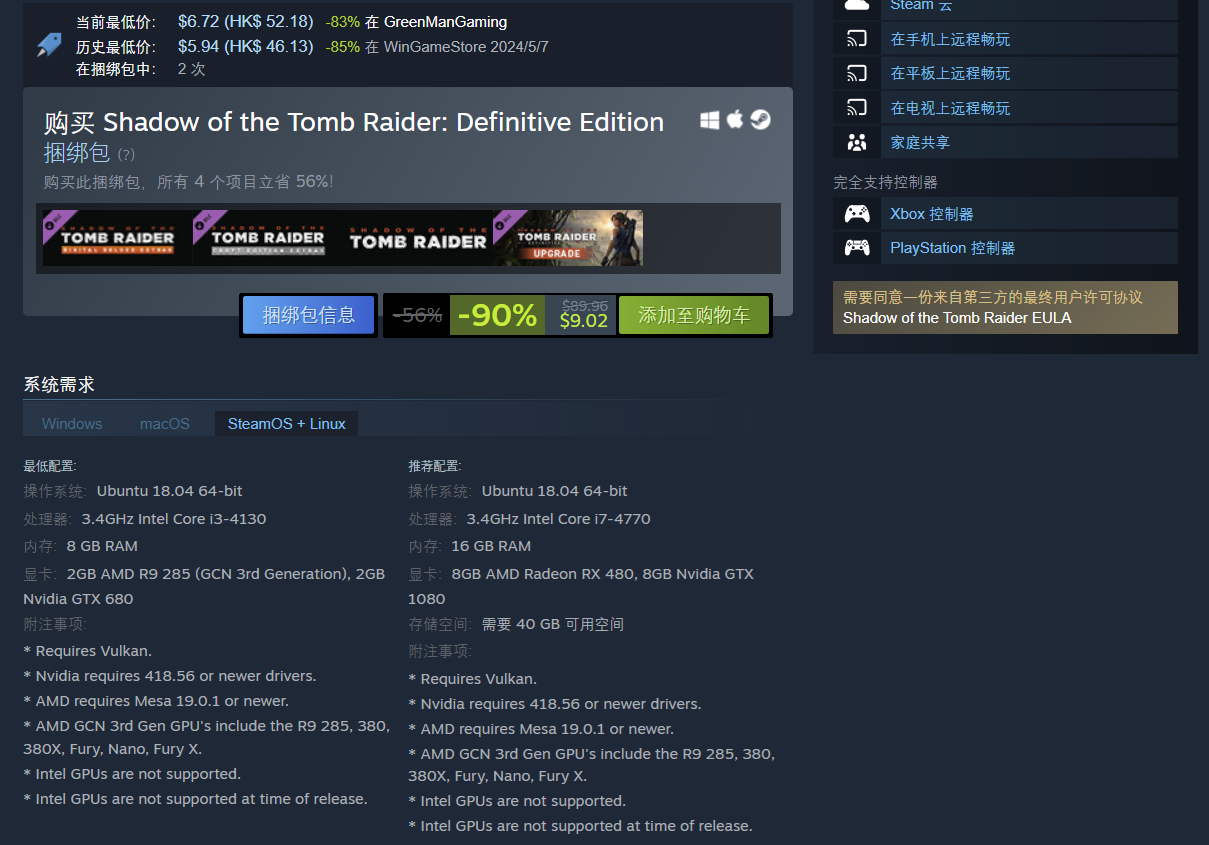 当前最低价: $6.72 (HK$ 52.18) -83% 在 GreenManGaming
历史最低价: $5.94 (HK$ 46.13) -85% 在 WinGameStore 2024/5/7
在捆绑包中: 2 次
购买 Shadow of the Tomb Raider: Definitive Edition
捆绑包 (?)
购买此捆绑包，所有 4 个项目立省 56%!
SHADOW OF THE
TOMB RAIDER
DIGITAL DELUXE EXTRAS
SHADOW OF THE
TOMB RAIDER
CROFT EDITION EXTRAS
SHADOW OF THE
TOMB RAIDER
SHADOW OF THE
TOMB RAIDER
UPGRADE
捆绑包信息
-56%
-90%
$89.96
$9.02
添加至购物车
系统需求
Windows macOS SteamOS + Linux
最低配置:
操作系统: Ubuntu 18.04 64-bit
处理器: 3.4GHz Intel Core i3-4130
内存: 8 GB RAM
显卡: 2GB AMD R9 285 (GCN 3rd Generation), 2GB
Nvidia GTX 680
附注事项:
* Requires Vulkan.
* Nvidia requires 418.56 or newer drivers.
* AMD requires Mesa 19.0.1 or newer.
* AMD GCN 3rd Gen GPU's include the R9 285, 380,
380X, Fury, Nano, Fury X.
* Intel GPUs are not supported.
* Intel GPUs are not supported at time of release.
推荐配置:
操作系统: Ubuntu 18.04 64-bit
处理器: 3.4GHz Intel Core i7-4770
内存: 16 GB RAM
显卡: 8GB AMD Radeon RX 480, 8GB Nvidia GTX
1080
存储空间: 需要 40 GB 可用空间
附注事项:
* Requires Vulkan.
* Nvidia requires 418.56 or newer drivers.
* AMD requires Mesa 19.0.1 or newer.
* AMD GCN 3rd Gen GPU's include the R9 285, 380,
380X, Fury, Nano, Fury X.
* Intel GPUs are not supported.
* Intel GPUs are not supported at time of release.
Steam 云
在手机上远程畅玩
在平板上远程畅玩
在电视上远程畅玩
家庭共享
完全支持控制器
Xbox 控制器
PlayStation 控制器
需要同意一份来自第三方的最终用户许可协议
Shadow of the Tomb Raider EULA